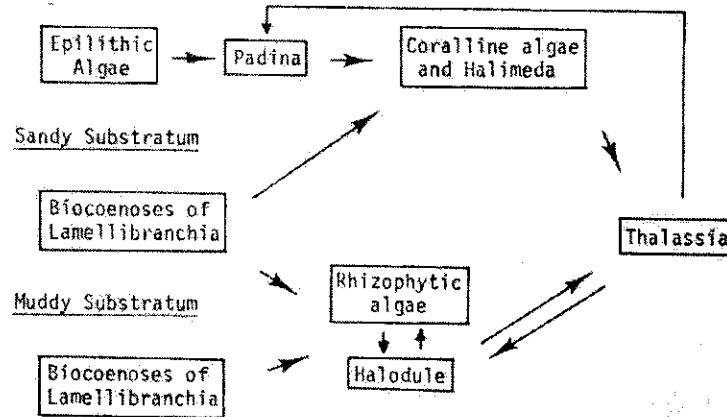 Epilithic
Algae
Padina
Coralline algae
and Halimeda
Sandy Substratum
Biocoenoses of
Lamellibranchia
Thalassia
Muddy Substratum
Rhizophytic
algae
Biocoenoses of
Lamellibranchia
Halodule